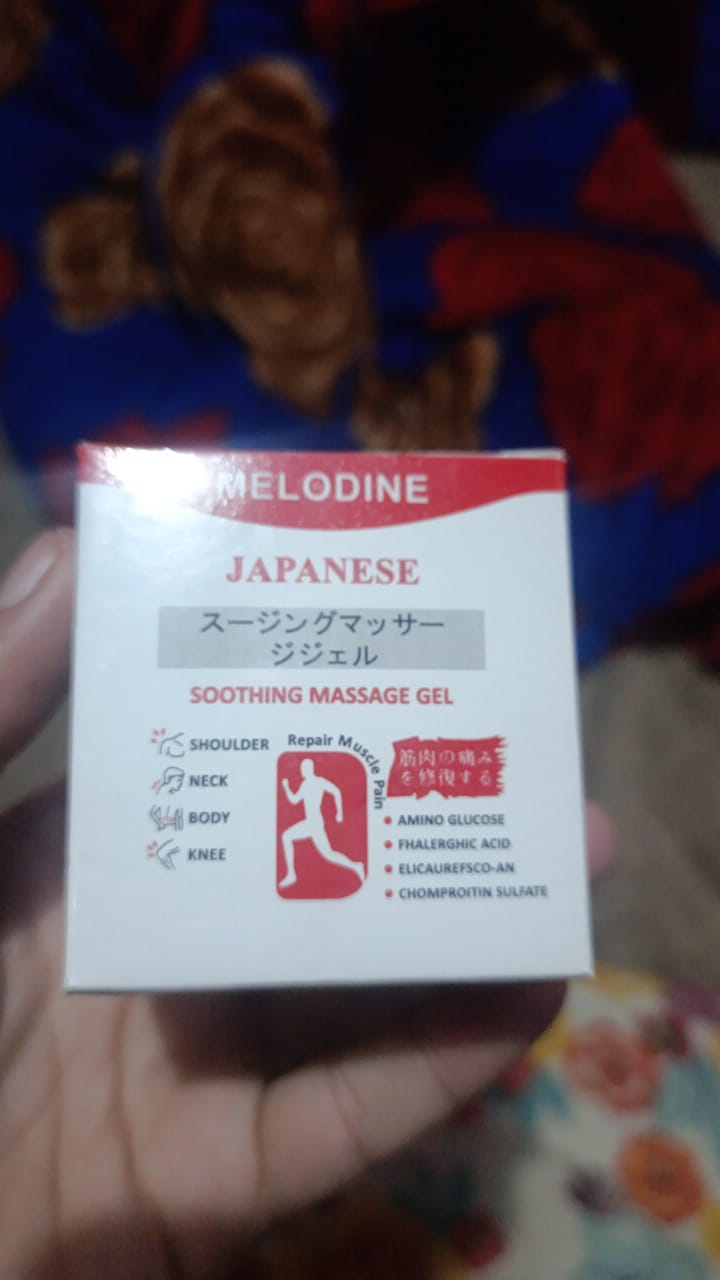 MELODINE
JAPANESE
スージングマッサー
ジジェル
SOOTHING MASSAGE GEL
SHOULDER
NECK
BODY
KNEE
Repair Muscle Pain
筋肉の痛み
を修復する
AMINO GLUCOSE
FHALERGHIC ACID
ELICAUREFSCO-AN
CHOMPROITIN SULFATE